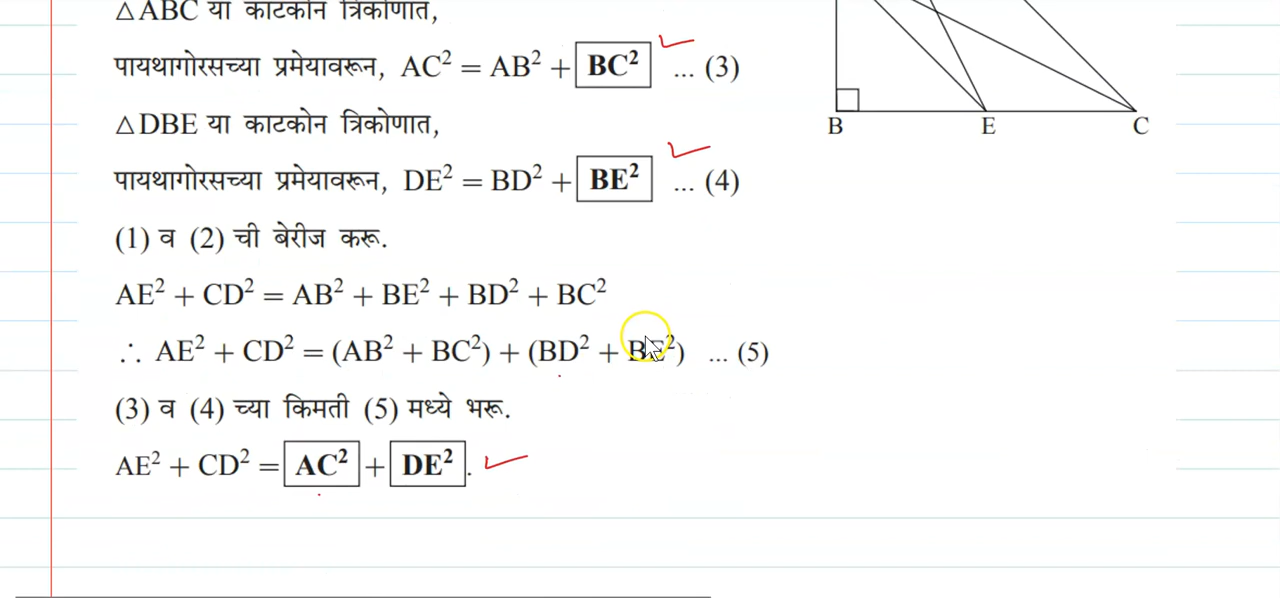 △ABC या काटकोन त्रिकोणात,
पायथागोरसच्या प्रमेयावरून, AC² = AB² + BC² ... (3)
△DBE या काटकोन त्रिकोणात,
पायथागोरसच्या प्रमेयावरून, DE² = BD² + BE² ... (4)
(1) व (2) ची बेरीज करू.
AE² + CD² = AB² + BE² + BD² + BC²
∴ AE² + CD² = (AB² + BC²) + (BD² + BE²) ... (5)
(3) व (4) च्या किमती (5) मध्ये भरू.
AE² + CD² = AC² + DE².
B E C